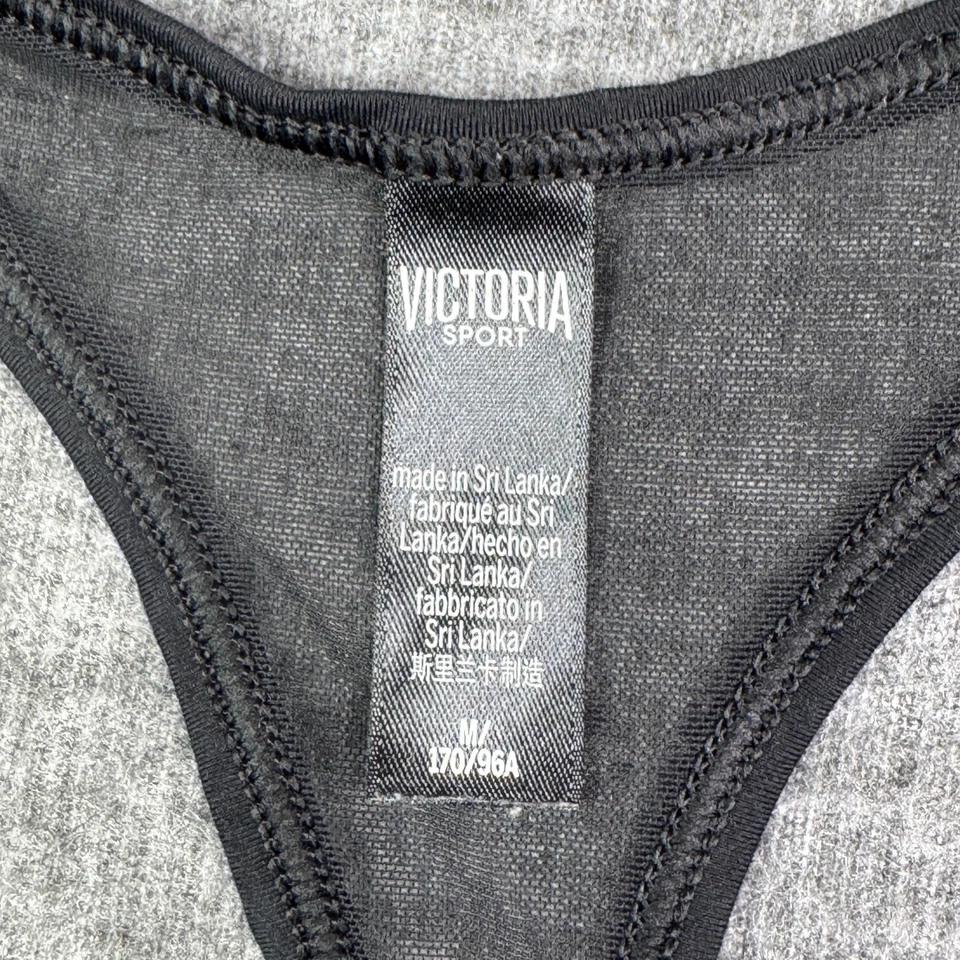 VICTORIA
SPORT
made in Sri Lanka/
fabriqué au Sri
Lanka/hecho en
Sri Lanka/
fabbricato in
Sri Lanka/
斯里兰卡制造
M/
170/96A